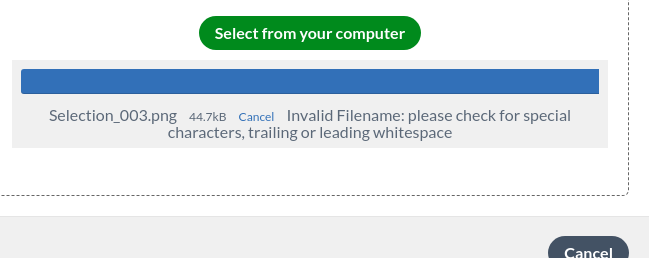 Select from your computer
Selection_003.png 44.7kB Cancel Invalid Filename: please check for special
characters, trailing or leading whitespace
Cancel